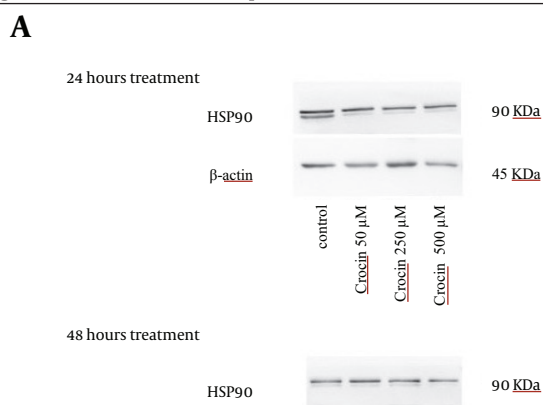 A
24 hours treatment
HSP90
90 KDa
β-actin
45 KDa
control
Crocin 50 µM
Crocin 250 µM
Crocin 500 µM
48 hours treatment
HSP90
90 KDa